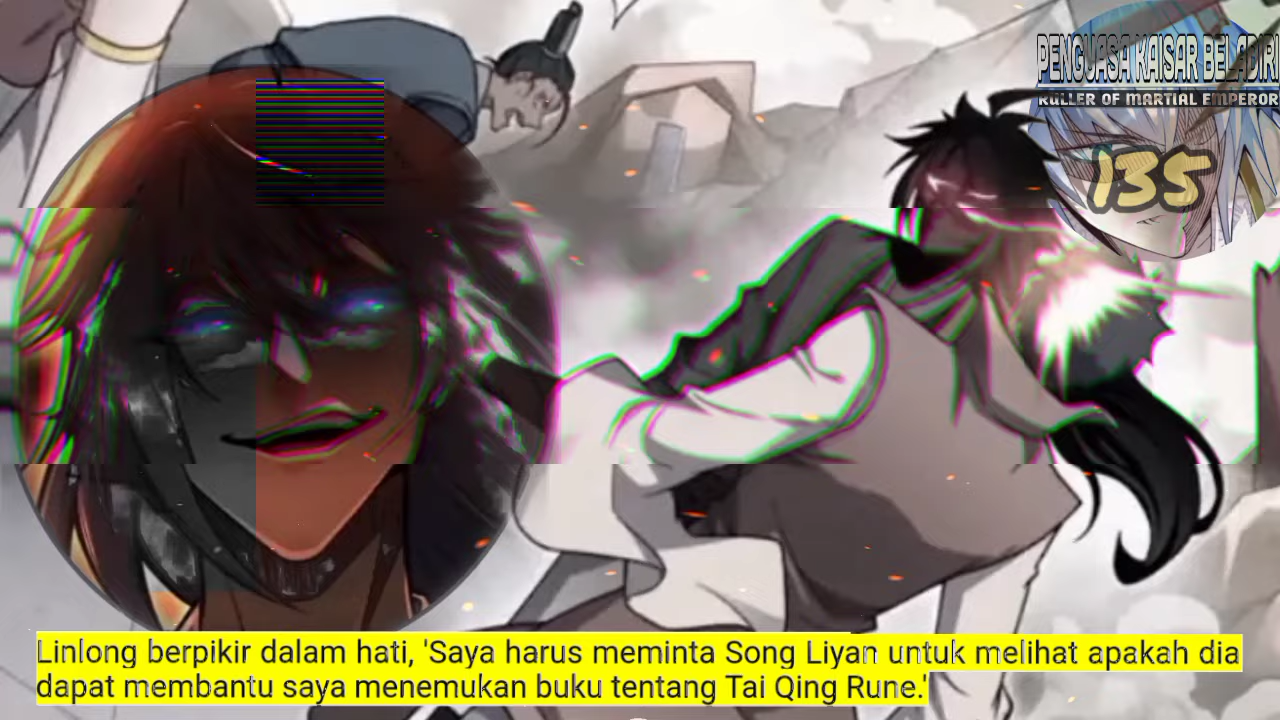 PENGUASA KAISAR BELADIRI
RULLER OF MARTIAL EMPEROR
135
Linlong berpikir dalam hati, 'Saya harus meminta Song Liyan untuk melihat apakah dia
dapat membantu saya menemukan buku tentang Tai Qing Rune.'